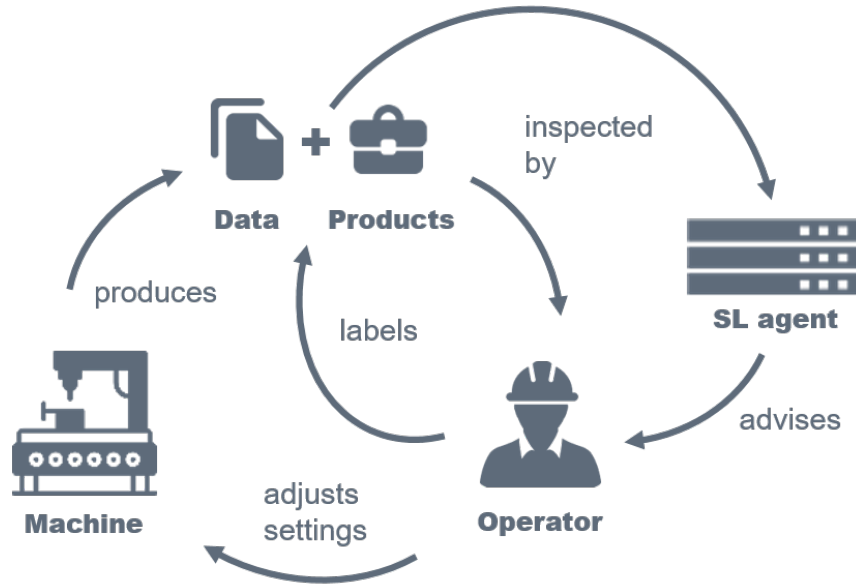 inspected
by
Data
Products
produces
SL agent
labels
advises
adjusts
settings
Machine
Operator